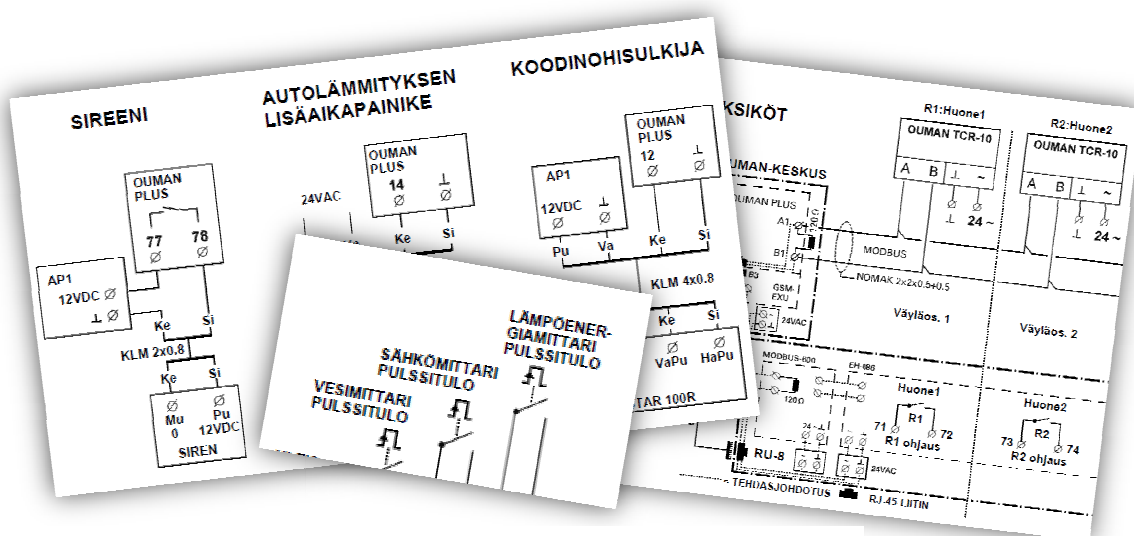 SIREENI
OUMAN
PLUS
77 78
AP1
12VDC
Ke Si
KLM 2x0.8
Ke Si
Mu Pu
0 12VDC
SIREN
AUTOLÄMMITYKSEN
LISÄAIKAPAINIKE
24VAC
OUMAN
PLUS
14
Ke Si
KOODINOHISULKIJA
OUMAN
PLUS
12
AP1
12VDC
Pu Va Ke Si
KLM 4x0.8
Ke Si
VaPu HaPu
TAR 100R
VESIMITTARI
PULSSITULO
SÄHKÖMITTARI
PULSSITULO
LÄMPÖENER-
GIAMITTARI
PULSSITULO
KSIKÖT
UMAN-KESKUS
OUMAN PLUS
A1
B1
B3
GSM-
EXU
24VAC
MODBUS
NOMAK 2x2x0.5+0.5
R1:Huone1
OUMAN TCR-10
A B ~
24 ~
Väyläos. 1
R2:Huone2
OUMAN TCR-10
A B ~
24 ~
Väyläos. 2
MODBUS-600
EH-686
120Ω
24
RU-8
24VAC
Huone1
71 R1 72
R1 ohjaus
Huone2
73 R2 74
R2 ohjaus
TEHDASJOHDOTUS
RJ-45 LIITIN